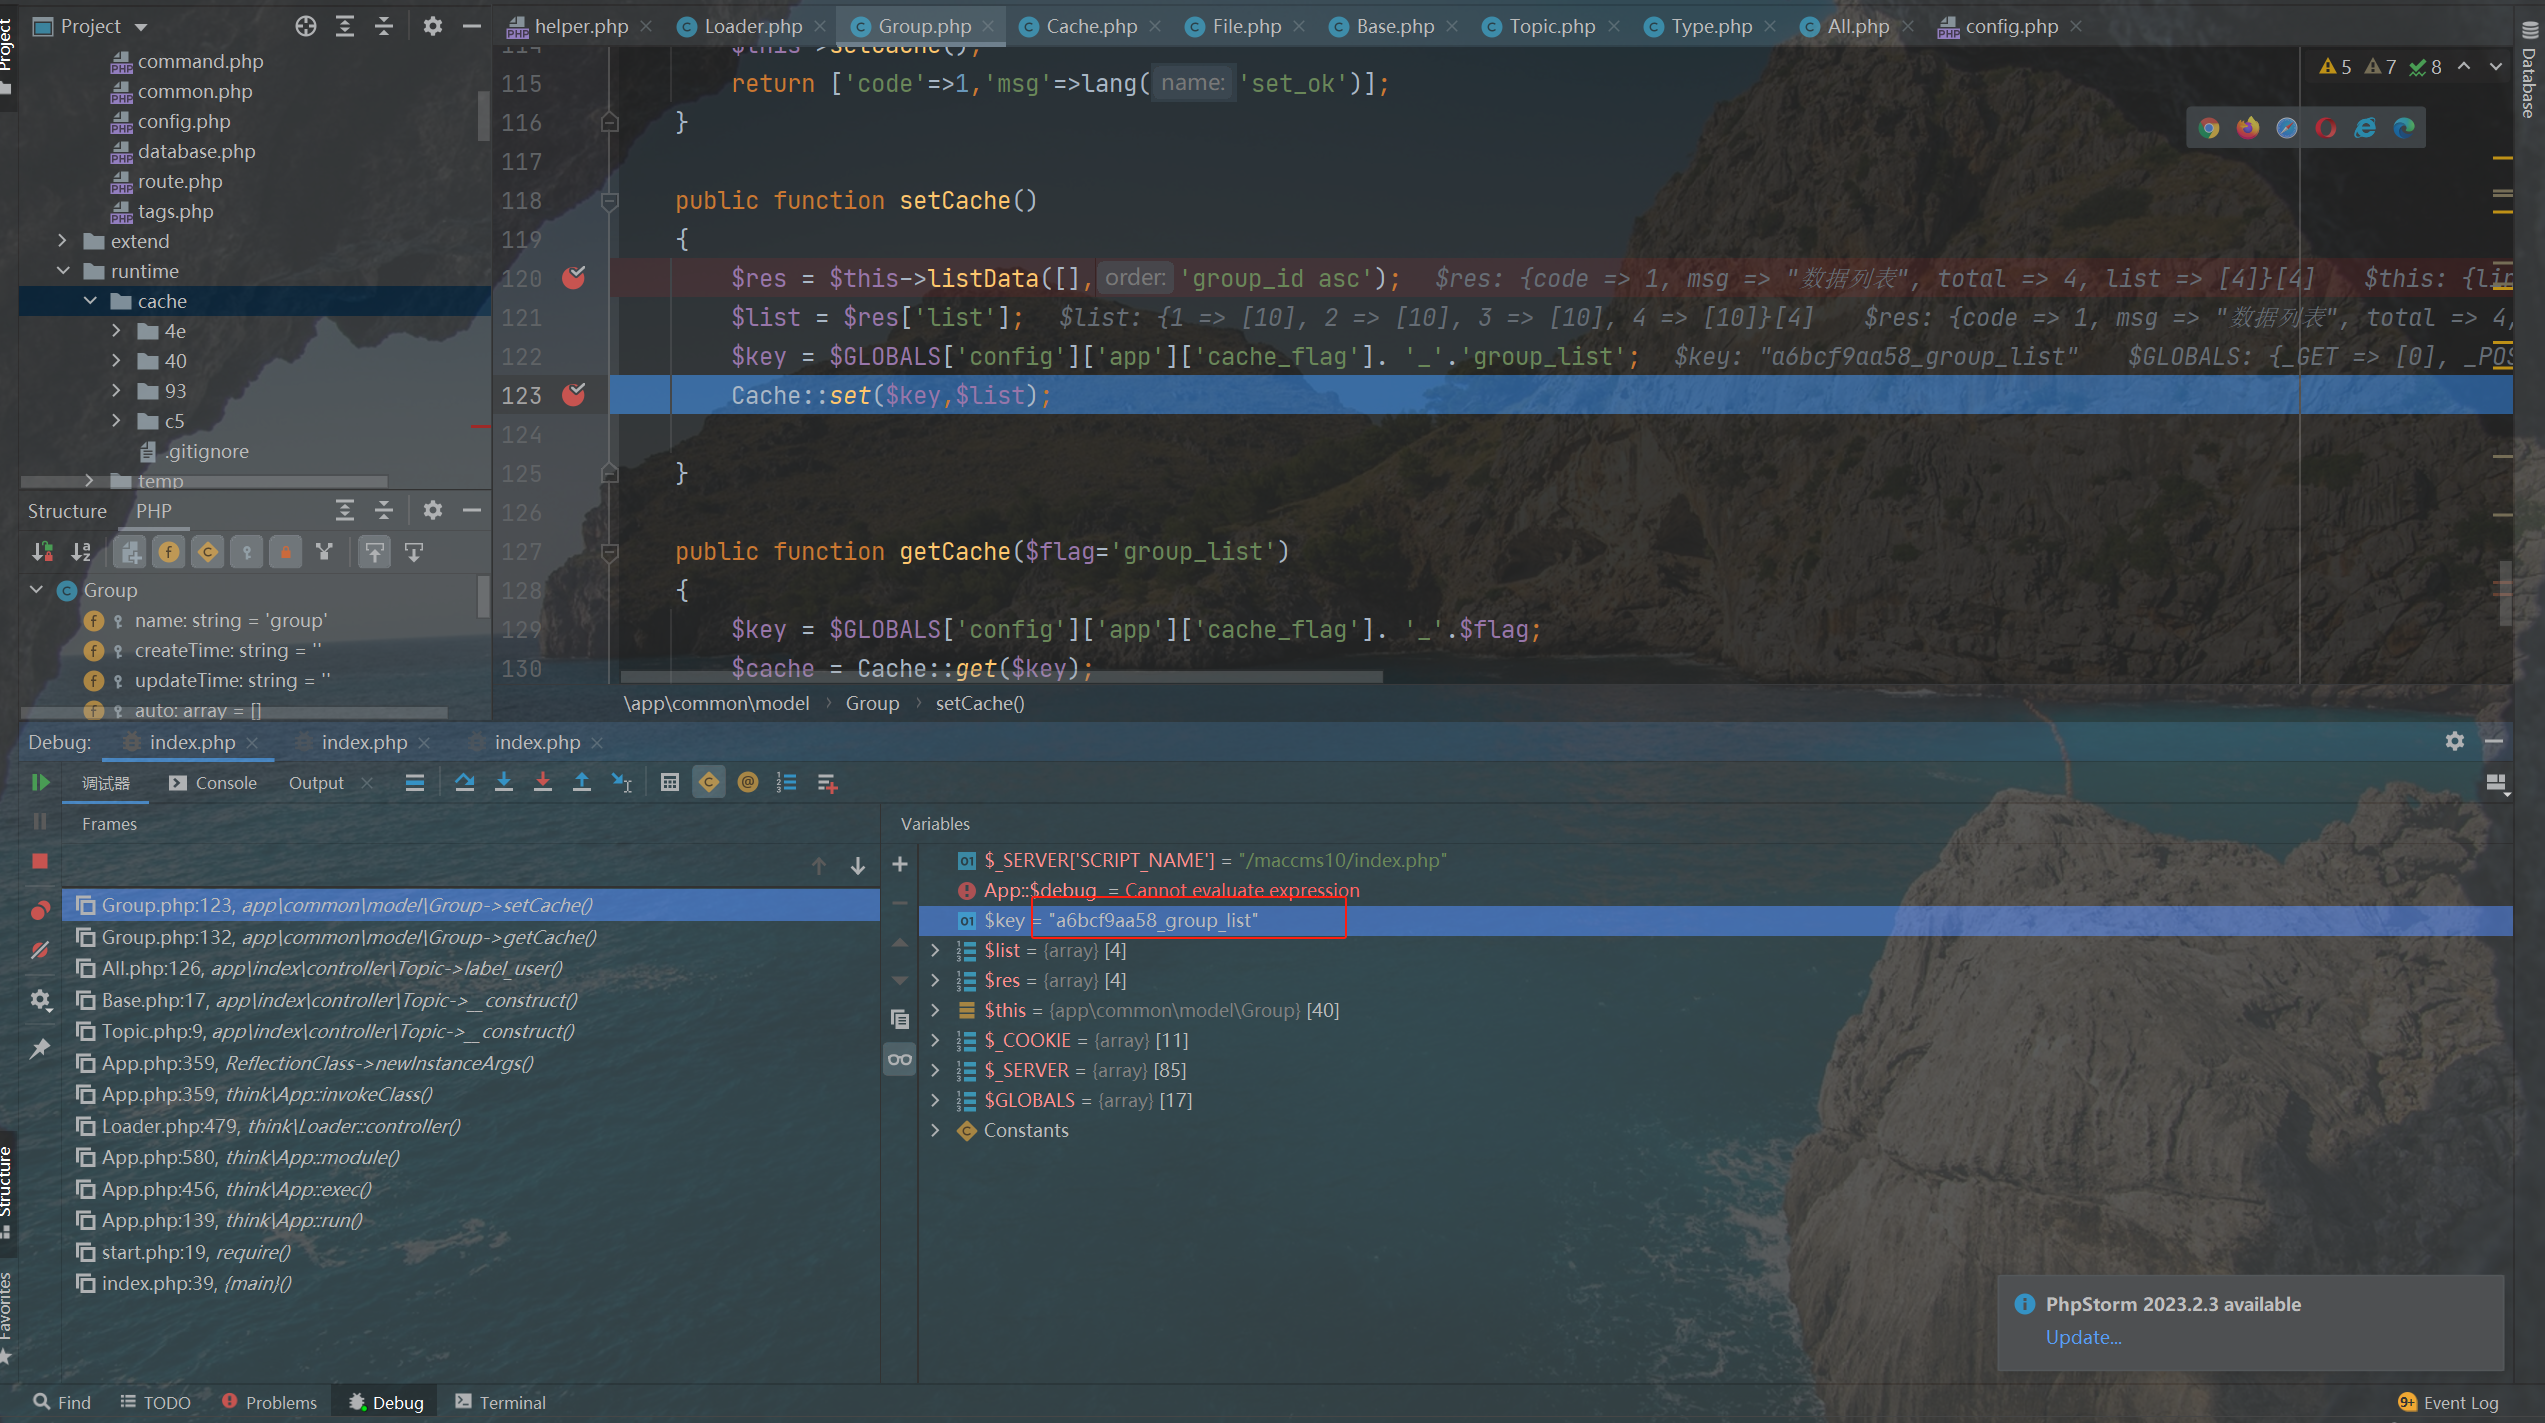 Project
helper.php
Loader.php
Group.php
Cache.php
File.php
Base.php
Topic.php
Type.php
All.php
config.php
Project
Database
command.php
common.php
config.php
database.php
route.php
tags.php
extend
runtime
cache
4e
40
93
c5
.gitignore
temp
5 7 8
114 $this->setCache();
115 return ['code'=>1,'msg'=>lang( name: 'set_ok')];
116 }
117
118 public function setCache()
119 {
120 $res = $this->listData([], order: 'group_id asc'); $res: {code => 1, msg => "数据列表", total => 4, list => [4]}[4] $this: {lin
121 $list = $res['list']; $list: {1 => [10], 2 => [10], 3 => [10], 4 => [10]}[4] $res: {code => 1, msg => "数据列表", total => 4,
122 $key = $GLOBALS['config']['app']['cache_flag']. '_'.'group_list'; $key: "a6bcf9aa58_group_list" $GLOBALS: {_GET => [0], _POS
123 Cache::set($key,$list);
124
125 }
126
127 public function getCache($flag='group_list')
128 {
129 $key = $GLOBALS['config']['app']['cache_flag']. '_'.$flag;
130 $cache = Cache::get($key);
\app\common\model › Group › setCache()
Structure PHP
Group
name: string = 'group'
createTime: string = ''
updateTime: string = ''
auto: array = []
Debug: index.php index.php index.php
调试器 Console Output
Frames
Group.php:123, app\common\model\Group->setCache()
Group.php:132, app\common\model\Group->getCache()
All.php:126, app\index\controller\Topic->label_user()
Base.php:17, app\index\controller\Topic->__construct()
Topic.php:9, app\index\controller\Topic->__construct()
App.php:359, ReflectionClass->newInstanceArgs()
App.php:359, think\App::invokeClass()
Loader.php:479, think\Loader::controller()
App.php:580, think\App::module()
App.php:456, think\App::exec()
App.php:139, think\App::run()
start.php:19, require()
index.php:39, {main}()
Variables
$_SERVER['SCRIPT_NAME'] = "/maccms10/index.php"
App::$debug = Cannot evaluate expression
$key = "a6bcf9aa58_group_list"
$list = {array} [4]
$res = {array} [4]
$this = {app\common\model\Group} [40]
$_COOKIE = {array} [11]
$_SERVER = {array} [85]
$GLOBALS = {array} [17]
Constants
Structure
Favorites
PhpStorm 2023.2.3 available
Update...
Find TODO Problems Debug Terminal
9+ Event Log